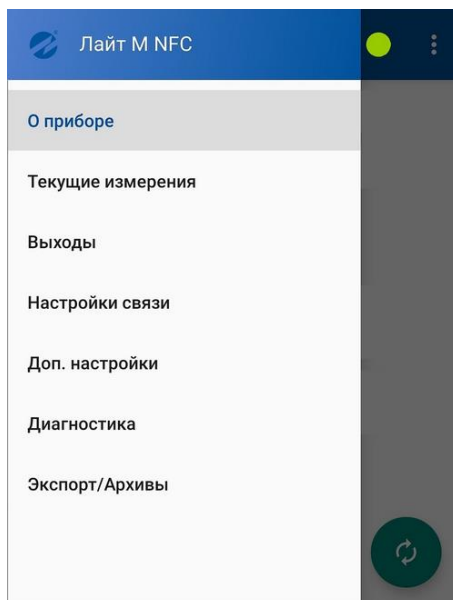 Лайт М NFC
О приборе
Текущие измерения
Выходы
Настройки связи
Доп. настройки
Диагностика
Экспорт/Архивы